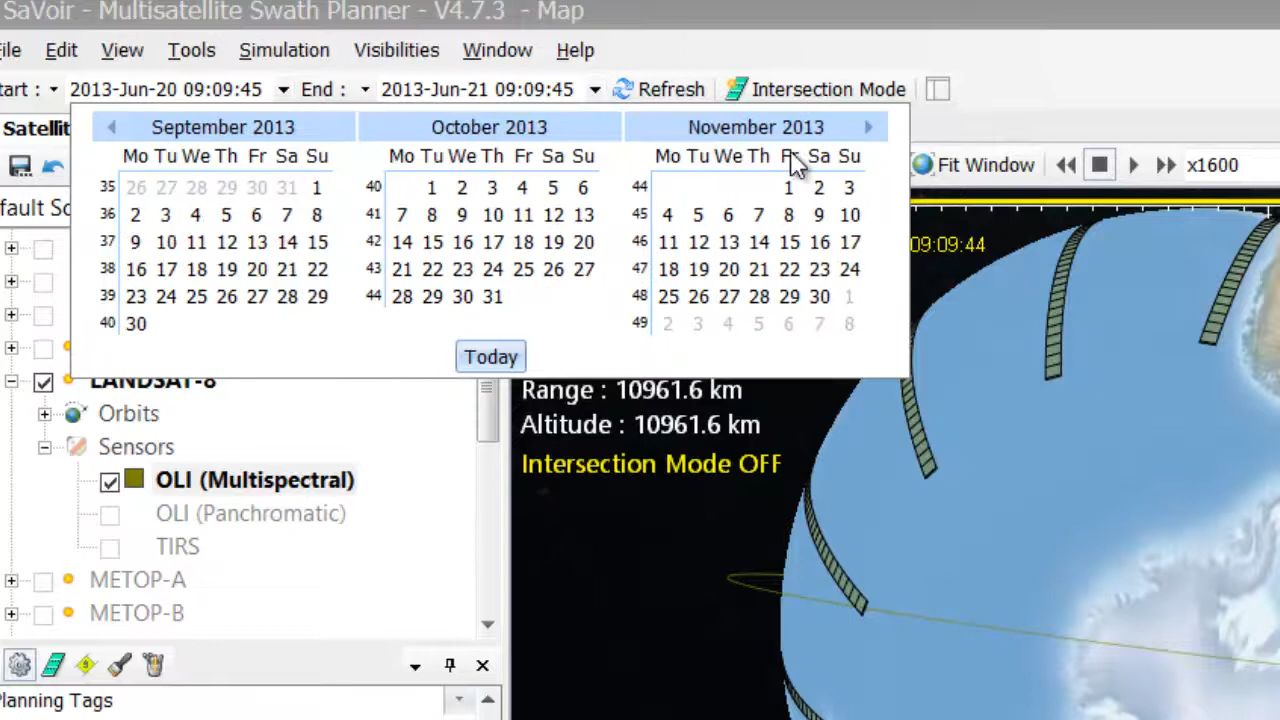 SaVoir - Multisatellite Swath Planner - V4.7.3 - Map
File Edit View Tools Simulation Visibilities Window Help
Start : 2013-Jun-20 09:09:45 End : 2013-Jun-21 09:09:45 Refresh Intersection Mode
Satellit
September 2013 October 2013 November 2013
Mo Tu We Th Fr Sa Su Mo Tu We Th Fr Sa Su Mo Tu We Th Fr Sa Su
Fit Window x1600
35 26 27 28 29 30 31 1 40 1 2 3 4 5 6 44 1 2 3
36 2 3 4 5 6 7 8 41 7 8 9 10 11 12 13 45 4 5 6 7 8 9 10
37 9 10 11 12 13 14 15 42 14 15 16 17 18 19 20 46 11 12 13 14 15 16 17
09:09:44
38 16 17 18 19 20 21 22 43 21 22 23 24 25 26 27 47 18 19 20 21 22 23 24
39 23 24 25 26 27 28 29 44 28 29 30 31 48 25 26 27 28 29 30 1
40 30 49 2 3 4 5 6 7 8
Today
LANDSAT-8
Orbits
Sensors
OLI (Multispectral)
OLI (Panchromatic)
TIRS
METOP-A
METOP-B
Range : 10961.6 km
Altitude : 10961.6 km
Intersection Mode OFF
Planning Tags